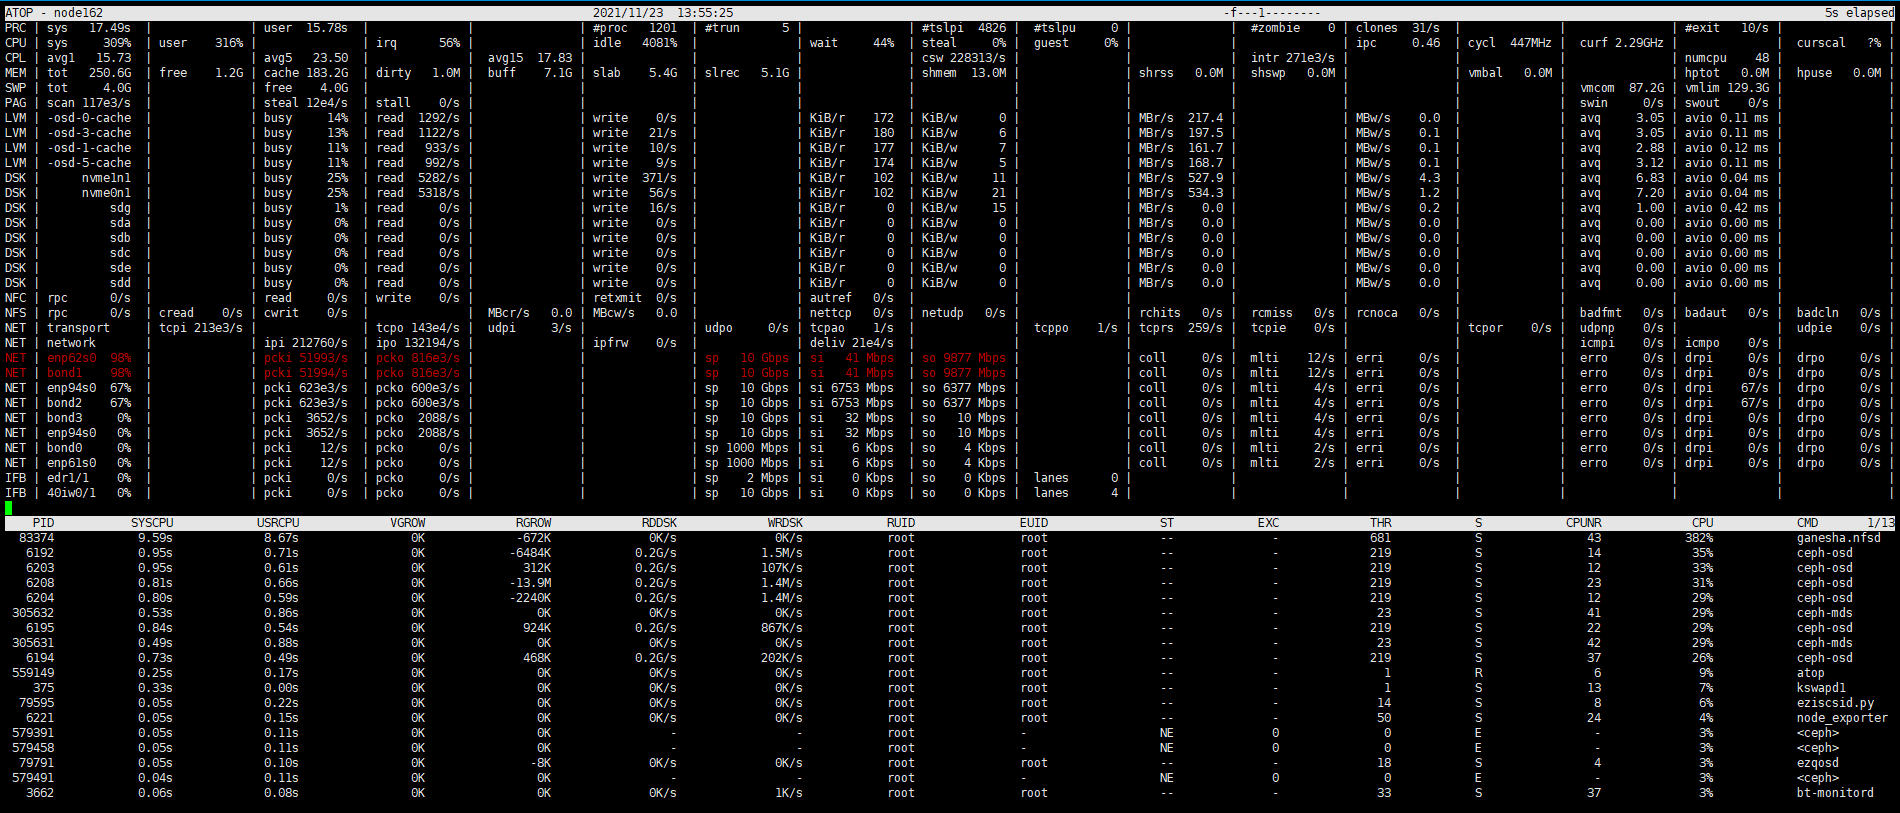 ATOP - node162 2021/11/23 13:55:25 -f---1-------- 5s elapsed
PRC | sys 17.49s | | user 15.78s | | | #proc 1201 | #trun 5 | | #tslpi 4826 | #tslpu 0 | | #zombie 0 | clones 31/s | | | #exit 10/s | |
CPU | sys 309% | user 316% | | irq 56% | | idle 4081% | | wait 44% | steal 0% | guest 0% | | | ipc 0.46 | cycl 447MHz | curf 2.29GHz | | curscal ?% |
CPL | avg1 15.73 | | avg5 23.50 | | avg15 17.83 | | | | csw 228313/s | | | intr 271e3/s | | | | numcpu 48 | |
MEM | tot 250.6G | free 1.2G | cache 183.2G | dirty 1.0M | buff 7.1G | slab 5.4G | slrec 5.1G | | shmem 13.0M | | shrss 0.0M | shswp 0.0M | | vmbal 0.0M | | hptot 0.0M | hpuse 0.0M |
SWP | tot 4.0G | | free 4.0G | | | | | | | | | | | | vmcom 87.2G | vmlim 129.3G | |
PAG | scan 117e3/s | | steal 12e4/s | stall 0/s | | | | | | | | | | | swin 0/s | swout 0/s | |
LVM | -osd-0-cache | | busy 14% | read 1292/s | | write 0/s | | KiB/r 172 | KiB/w 0 | | MBr/s 217.4 | | MBw/s 0.0 | | avq 3.05 | avio 0.11 ms | |
LVM | -osd-3-cache | | busy 13% | read 1122/s | | write 21/s | | KiB/r 180 | KiB/w 6 | | MBr/s 197.5 | | MBw/s 0.1 | | avq 3.05 | avio 0.11 ms | |
LVM | -osd-1-cache | | busy 11% | read 933/s | | write 10/s | | KiB/r 177 | KiB/w 7 | | MBr/s 161.7 | | MBw/s 0.1 | | avq 2.88 | avio 0.12 ms | |
LVM | -osd-5-cache | | busy 11% | read 992/s | | write 9/s | | KiB/r 174 | KiB/w 5 | | MBr/s 168.7 | | MBw/s 0.1 | | avq 3.12 | avio 0.11 ms | |
DSK | nvme1n1 | | busy 25% | read 5282/s | | write 371/s | | KiB/r 102 | KiB/w 11 | | MBr/s 527.9 | | MBw/s 4.3 | | avq 6.83 | avio 0.04 ms | |
DSK | nvme0n1 | | busy 25% | read 5318/s | | write 56/s | | KiB/r 102 | KiB/w 21 | | MBr/s 534.3 | | MBw/s 1.2 | | avq 7.20 | avio 0.04 ms | |
DSK | sdg | | busy 1% | read 0/s | | write 16/s | | KiB/r 0 | KiB/w 15 | | MBr/s 0.0 | | MBw/s 0.2 | | avq 1.00 | avio 0.42 ms | |
DSK | sda | | busy 0% | read 0/s | | write 0/s | | KiB/r 0 | KiB/w 0 | | MBr/s 0.0 | | MBw/s 0.0 | | avq 0.00 | avio 0.00 ms | |
DSK | sdb | | busy 0% | read 0/s | | write 0/s | | KiB/r 0 | KiB/w 0 | | MBr/s 0.0 | | MBw/s 0.0 | | avq 0.00 | avio 0.00 ms | |
DSK | sdc | | busy 0% | read 0/s | | write 0/s | | KiB/r 0 | KiB/w 0 | | MBr/s 0.0 | | MBw/s 0.0 | | avq 0.00 | avio 0.00 ms | |
DSK | sde | | busy 0% | read 0/s | | write 0/s | | KiB/r 0 | KiB/w 0 | | MBr/s 0.0 | | MBw/s 0.0 | | avq 0.00 | avio 0.00 ms | |
DSK | sdd | | busy 0% | read 0/s | | write 0/s | | KiB/r 0 | KiB/w 0 | | MBr/s 0.0 | | MBw/s 0.0 | | avq 0.00 | avio 0.00 ms | |
NFC | rpc 0/s | | read 0/s | write 0/s | | retxmit 0/s | | autref 0/s | | | | | | | | | |
NFS | rpc 0/s | cread 0/s | cwrit 0/s | | MBcr/s 0.0 | MBcw/s 0.0 | | nettcp 0/s | netudp 0/s | | rchits 0/s | rcmiss 0/s | rcnoca 0/s | | badfmt 0/s | badaut 0/s | badcln 0/s |
NET | transport | tcpi 213e3/s | | tcpo 143e4/s | udpi 3/s | | udpo 0/s | tcpao 1/s | | tcppo 1/s | tcprs 259/s | tcpie 0/s | | tcpor 0/s | udpnp 0/s | | udpie 0/s |
NET | network | | ipi 212760/s | ipo 132194/s | | ipfrw 0/s | | deliv 21e4/s | | | | | | | icmpi 0/s | icmpo 0/s | |
NET | enp62s0 98% | | pcki 51993/s | pcko 816e3/s | | | sp 10 Gbps | si 41 Mbps | so 9877 Mbps | | coll 0/s | mlti 12/s | erri 0/s | | erro 0/s | drpi 0/s | drpo 0/s |
NET | bond1 98% | | pcki 51994/s | pcko 816e3/s | | | sp 10 Gbps | si 41 Mbps | so 9877 Mbps | | coll 0/s | mlti 12/s | erri 0/s | | erro 0/s | drpi 0/s | drpo 0/s |
NET | enp94s0 67% | | pcki 623e3/s | pcko 600e3/s | | | sp 10 Gbps | si 6753 Mbps | so 6377 Mbps | | coll 0/s | mlti 4/s | erri 0/s | | erro 0/s | drpi 67/s | drpo 0/s |
NET | bond2 67% | | pcki 623e3/s | pcko 600e3/s | | | sp 10 Gbps | si 6753 Mbps | so 6377 Mbps | | coll 0/s | mlti 4/s | erri 0/s | | erro 0/s | drpi 67/s | drpo 0/s |
NET | bond3 0% | | pcki 3652/s | pcko 2088/s | | | sp 10 Gbps | si 32 Mbps | so 10 Mbps | | coll 0/s | mlti 4/s | erri 0/s | | erro 0/s | drpi 0/s | drpo 0/s |
NET | enp94s0 0% | | pcki 3652/s | pcko 2088/s | | | sp 10 Gbps | si 32 Mbps | so 10 Mbps | | coll 0/s | mlti 4/s | erri 0/s | | erro 0/s | drpi 0/s | drpo 0/s |
NET | bond0 0% | | pcki 12/s | pcko 0/s | | | sp 1000 Mbps | si 6 Kbps | so 4 Kbps | | coll 0/s | mlti 2/s | erri 0/s | | erro 0/s | drpi 0/s | drpo 0/s |
NET | enp61s0 0% | | pcki 12/s | pcko 0/s | | | sp 1000 Mbps | si 6 Kbps | so 4 Kbps | | coll 0/s | mlti 2/s | erri 0/s | | erro 0/s | drpi 0/s | drpo 0/s |
IFB | edr1/1 0% | | pcki 0/s | pcko 0/s | | | sp 2 Mbps | si 0 Kbps | so 0 Kbps | lanes 0 | | | | | | | |
IFB | 40iw0/1 0% | | pcki 0/s | pcko 0/s | | | sp 10 Gbps | si 0 Kbps | so 0 Kbps | lanes 4 | | | | | | | |
PID SYSCPU USRCPU VGROW RGROW RDDSK WRDSK RUID EUID ST EXC THR S CPUNR CPU CMD 1/13
83374 9.59s 8.67s 0K -672K 0K/s 0K/s root root -- - 681 S 43 382% ganesha.nfsd
6192 0.95s 0.71s 0K -6484K 0.2G/s 1.5M/s root root -- - 219 S 14 35% ceph-osd
6203 0.95s 0.61s 0K 312K 0.2G/s 107K/s root root -- - 219 S 12 33% ceph-osd
6208 0.81s 0.66s 0K -13.9M 0.2G/s 1.4M/s root root -- - 219 S 23 31% ceph-osd
6204 0.80s 0.59s 0K -2240K 0.2G/s 1.4M/s root root -- - 219 S 12 29% ceph-osd
305632 0.53s 0.86s 0K 0K 0K/s 0K/s root root -- - 23 S 41 29% ceph-mds
6195 0.84s 0.54s 0K 924K 0.2G/s 867K/s root root -- - 219 S 22 29% ceph-osd
305631 0.49s 0.88s 0K 0K 0K/s 0K/s root root -- - 23 S 42 29% ceph-mds
6194 0.73s 0.49s 0K 468K 0.2G/s 202K/s root root -- - 219 S 37 26% ceph-osd
559149 0.25s 0.17s 0K 0K 0K/s 0K/s root root -- - 1 R 6 9% atop
375 0.33s 0.00s 0K 0K 0K/s 0K/s root root -- - 1 S 13 7% kswapd1
79595 0.05s 0.22s 0K 0K 0K/s 0K/s root root -- - 14 S 8 6% eziscsid.py
6221 0.05s 0.15s 0K 0K 0K/s 0K/s root root -- - 50 S 24 4% node_exporter
579391 0.05s 0.11s 0K 0K - - root - NE 0 0 E - 3% <ceph>
579458 0.05s 0.11s 0K 0K - - root - NE 0 0 E - 3% <ceph>
79791 0.05s 0.10s 0K -8K 0K/s 0K/s root root -- - 18 S 4 3% ezqosd
579491 0.04s 0.11s 0K 0K - - root - NE 0 0 E - 3% <ceph>
3662 0.06s 0.08s 0K 0K 0K/s 1K/s root root -- - 33 S 37 3% bt-monitord